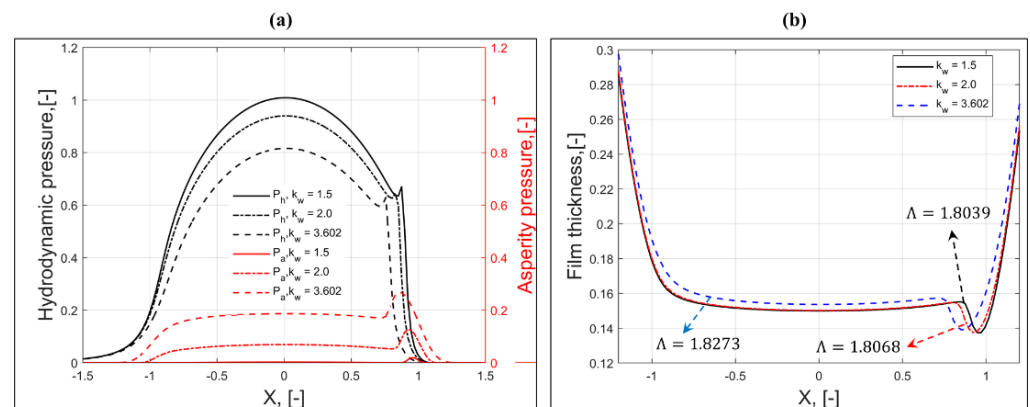 (a)
Hydrodynamic pressure,[-]
1.2
1
0.8
0.6
0.4
0.2
0
-1.5
-1
-0.5
0
0.5
1
1.5
X, [-]
1.2
1
0.8
0.6
0.4
0.2
0
Asperity pressure,[-]
P_h, k_w = 1.5
P_h, k_w = 2.0
P_h, k_w = 3.602
P_a,k_w = 1.5
P_a,k_w = 2.0
P_a,k_w = 3.602
(b)
Film thickness,[-]
0.3
0.28
0.26
0.24
0.22
0.2
0.18
0.16
0.14
0.12
-1
-0.5
0
0.5
1
X, [-]
k_w = 1.5
k_w = 2.0
k_w = 3.602
Λ = 1.8039
Λ = 1.8273
Λ = 1.8068